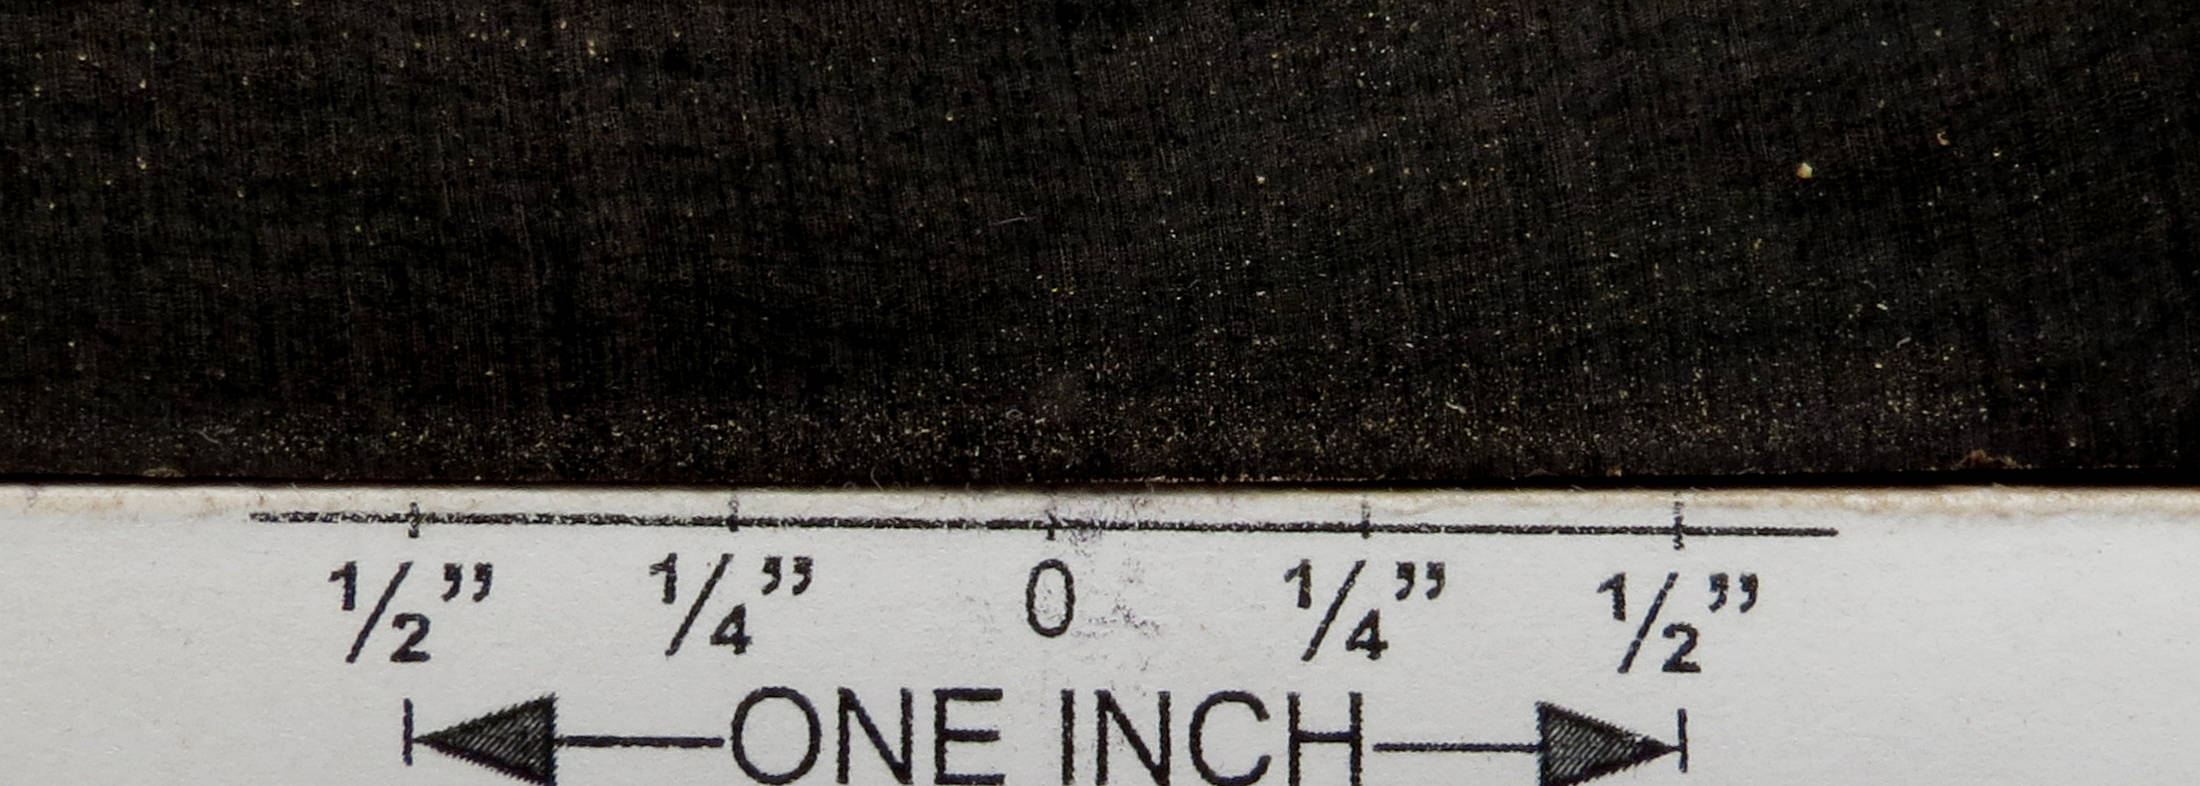 1/2” 1/4” 0 1/4” 1/2”
ONE INCH